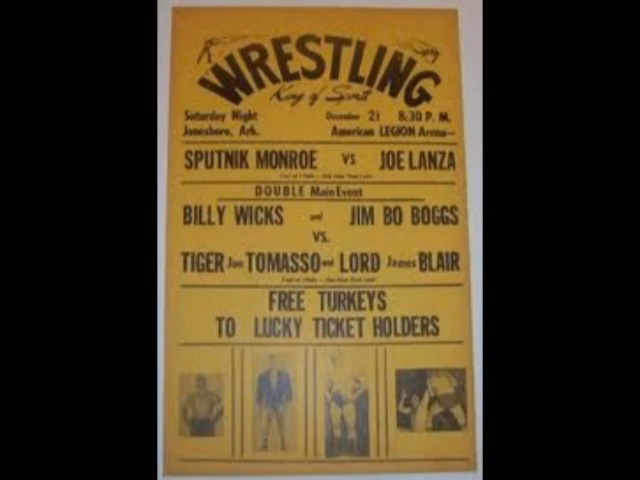 WRESTLING
King of Sports
Saturday Night December 21 8:30 P. M.
Jonesboro, Ark. American LEGION Arena—
SPUTNIK MONROE VS JOE LANZA
DOUBLE Main Event
BILLY WICKS and JIM BO BOGGS
VS.
TIGER Joe TOMASSO and LORD James BLAIR
FREE TURKEYS
TO LUCKY TICKET HOLDERS